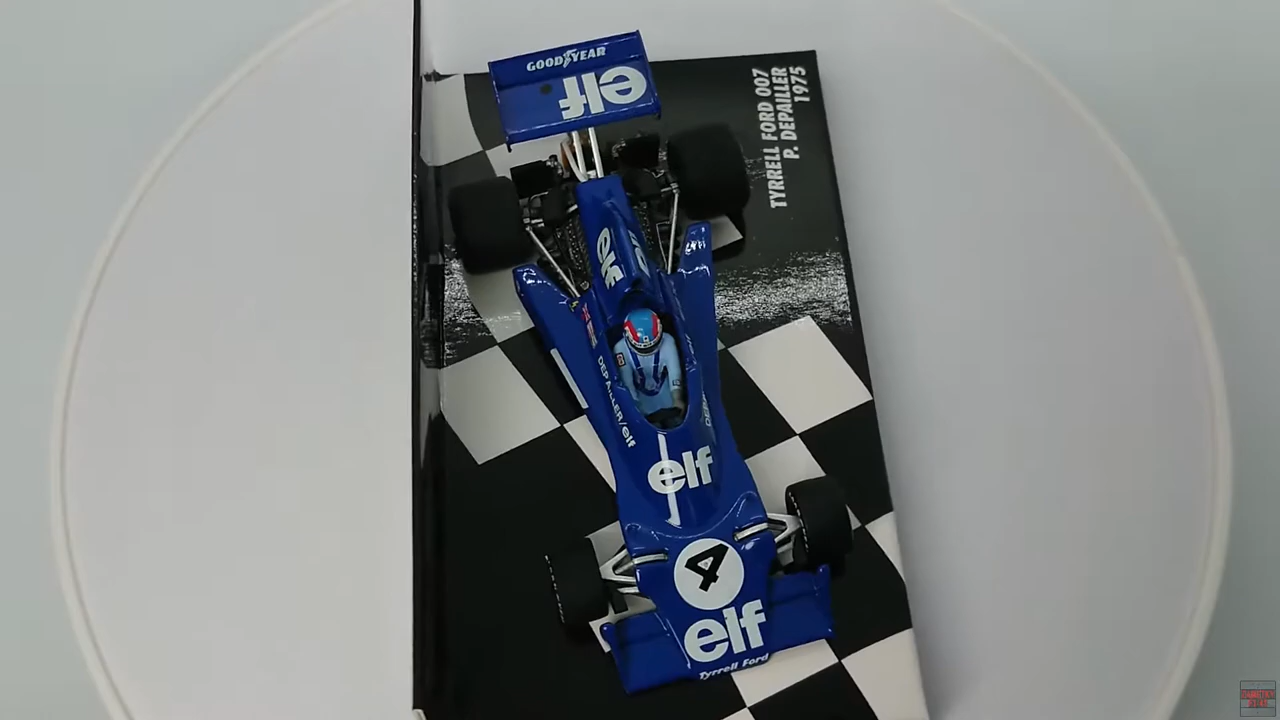 GOODYEAR
elf
TYRRELL FORD 007
P. DEPAILLER
1975
elf
DEPAILLER/elf
elf
4
elf
Tyrrell Ford